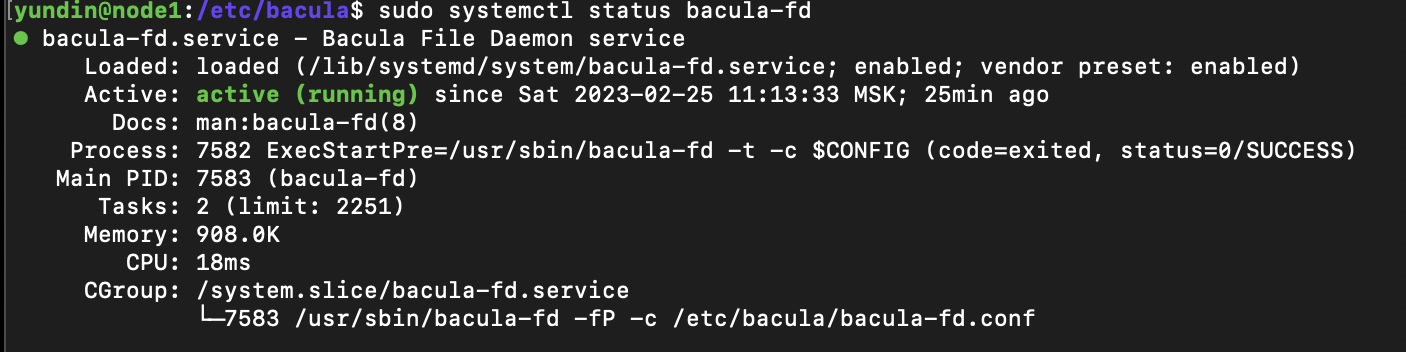 [yundin@node1:/etc/bacula$ sudo systemctl status bacula-fd
● bacula-fd.service - Bacula File Daemon service
Loaded: loaded (/lib/systemd/system/bacula-fd.service; enabled; vendor preset: enabled)
Active: active (running) since Sat 2023-02-25 11:13:33 MSK; 25min ago
Docs: man:bacula-fd(8)
Process: 7582 ExecStartPre=/usr/sbin/bacula-fd -t -c $CONFIG (code=exited, status=0/SUCCESS)
Main PID: 7583 (bacula-fd)
Tasks: 2 (limit: 2251)
Memory: 908.0K
CPU: 18ms
CGroup: /system.slice/bacula-fd.service
└─7583 /usr/sbin/bacula-fd -fP -c /etc/bacula/bacula-fd.conf